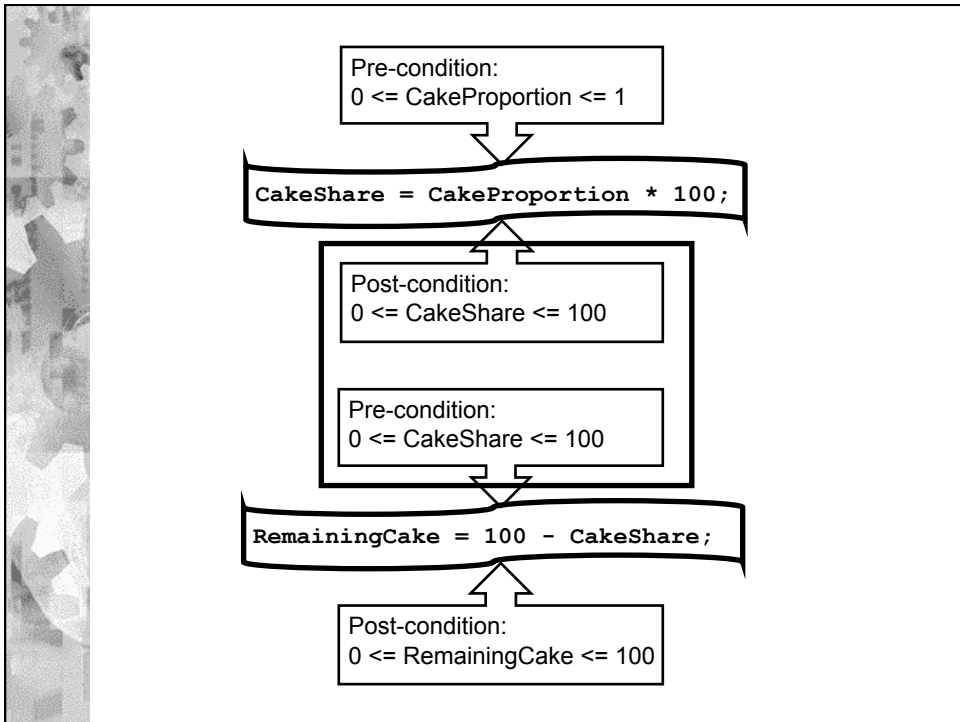 Pre-condition:
0 <= CakeProportion <= 1
CakeShare = CakeProportion * 100;
Post-condition:
0 <= CakeShare <= 100
Pre-condition:
0 <= CakeShare <= 100
RemainingCake = 100 - CakeShare;
Post-condition:
0 <= RemainingCake <= 100